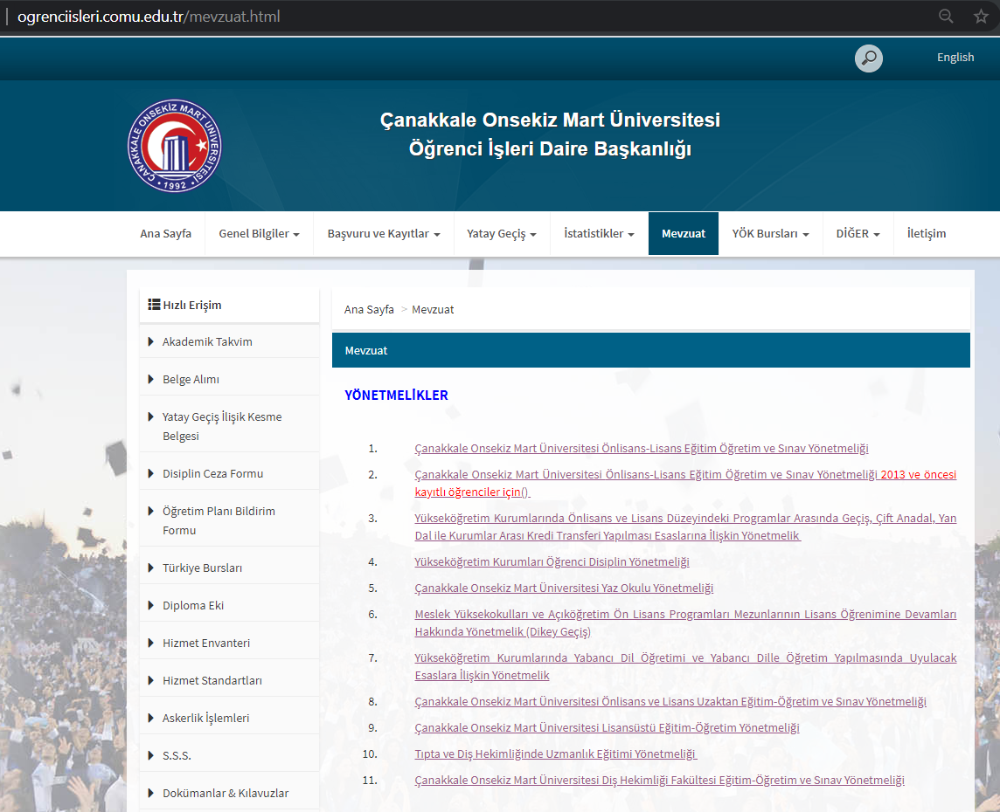 ogrenciisleri.comu.edu.tr/mevzuat.html
English
ÇANAKKALE ONSEKİZ MART ÜNİVERSİTESİ
• 1992 •
Çanakkale Onsekiz Mart Üniversitesi
Öğrenci İşleri Daire Başkanlığı
Ana Sayfa Genel Bilgiler Başvuru ve Kayıtlar Yatay Geçiş İstatistikler Mevzuat YÖK Bursları DİĞER İletişim
Hızlı Erişim
Akademik Takvim
Belge Alımı
Yatay Geçiş İlişik Kesme
Belgesi
Disiplin Ceza Formu
Öğretim Planı Bildirim
Formu
Türkiye Bursları
Diploma Eki
Hizmet Envanteri
Hizmet Standartları
Askerlik İşlemleri
S.S.S.
Dokümanlar & Kılavuzlar
Ana Sayfa > Mevzuat
Mevzuat
YÖNETMELİKLER
1. Çanakkale Onsekiz Mart Üniversitesi Önlisans-Lisans Eğitim Öğretim ve Sınav Yönetmeliği
2. Çanakkale Onsekiz Mart Üniversitesi Önlisans-Lisans Eğitim Öğretim ve Sınav Yönetmeliği 2013 ve öncesi
kayıtlı öğrenciler için()
3. Yükseköğretim Kurumlarında Önlisans ve Lisans Düzeyindeki Programlar Arasında Geçiş, Çift Anadal, Yan
Dal ile Kurumlar Arası Kredi Transferi Yapılması Esaslarına İlişkin Yönetmelik
4. Yükseköğretim Kurumları Öğrenci Disiplin Yönetmeliği
5. Çanakkale Onsekiz Mart Üniversitesi Yaz Okulu Yönetmeliği
6. Meslek Yüksekokulları ve Açıköğretim Ön Lisans Programları Mezunlarının Lisans Öğrenimine Devamları
Hakkında Yönetmelik (Dikey Geçiş)
7. Yükseköğretim Kurumlarında Yabancı Dil Öğretimi ve Yabancı Dille Öğretim Yapılmasında Uyulacak
Esaslara İlişkin Yönetmelik
8. Çanakkale Onsekiz Mart Üniversitesi Önlisans ve Lisans Uzaktan Eğitim-Öğretim ve Sınav Yönetmeliği
9. Çanakkale Onsekiz Mart Üniversitesi Lisansüstü Eğitim-Öğretim Yönetmeliği
10. Tıpta ve Diş Hekimliğinde Uzmanlık Eğitimi Yönetmeliği
11. Çanakkale Onsekiz Mart Üniversitesi Diş Hekimliği Fakültesi Eğitim-Öğretim ve Sınav Yönetmeliği